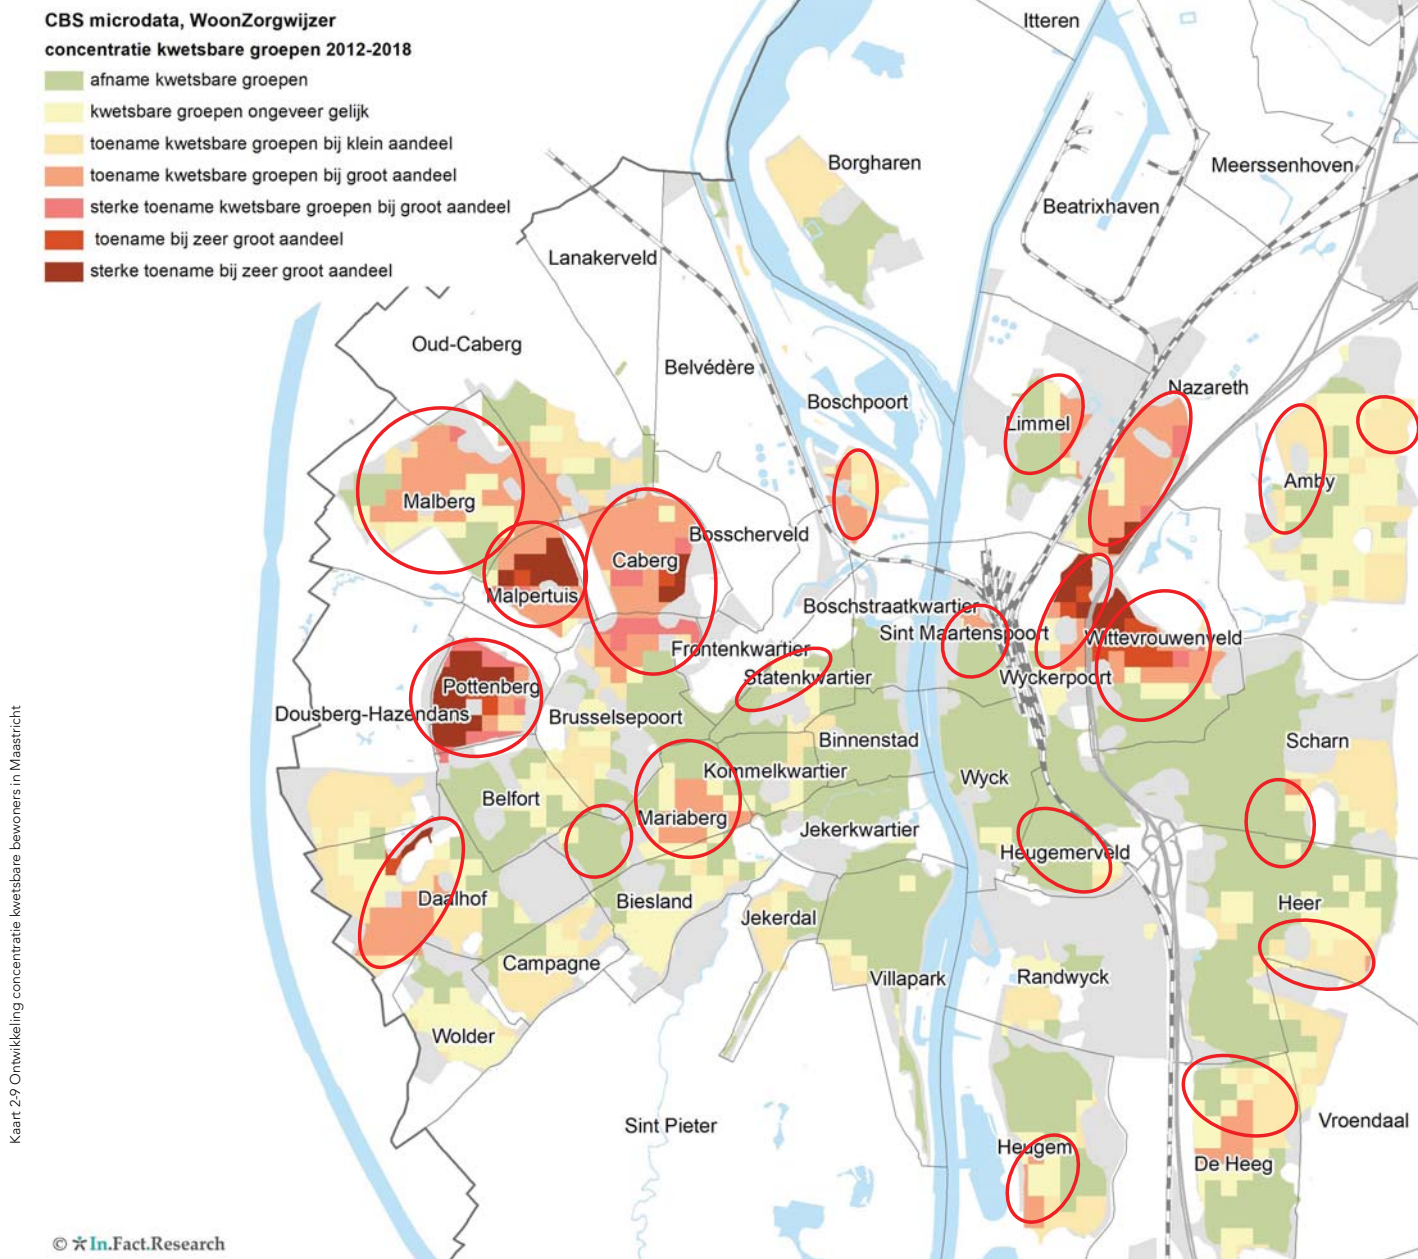 CBS microdata, WoonZorgwijzer
concentratie kwetsbare groepen 2012-2018
afname kwetsbare groepen
kwetsbare groepen ongeveer gelijk
toename kwetsbare groepen bij klein aandeel
toename kwetsbare groepen bij groot aandeel
sterke toename kwetsbare groepen bij groot aandeel
toename bij zeer groot aandeel
sterke toename bij zeer groot aandeel
Itteren
Borgharen
Meerssenhoven
Beatrixhaven
Lanakerveld
Oud-Caberg
Belvédère
Boschpoort
Nazareth
Limmel
Amby
Malberg
Bosscherveld
Caberg
Malpertuis
Boschstraatkwartier
Sint Maartenspoort
Wittevrouwenveld
Frontenkwartier
Statenkwartier
Wyckerpoort
Pottenberg
Dousberg-Hazendans
Brusselsepoort
Binnenstad
Scharn
Kommelkwartier
Wyck
Belfort
Mariaberg
Jekerkwartier
Heugemerveld
Daalhof
Biesland
Heer
Jekerdal
Campagne
Villapark
Randwyck
Wolder
Sint Pieter
Vroendaal
Heugem
De Heeg
Kaart 2-9 Ontwikkeling concentratie kwetsbare bewoners in Maastricht
© In.Fact.Research